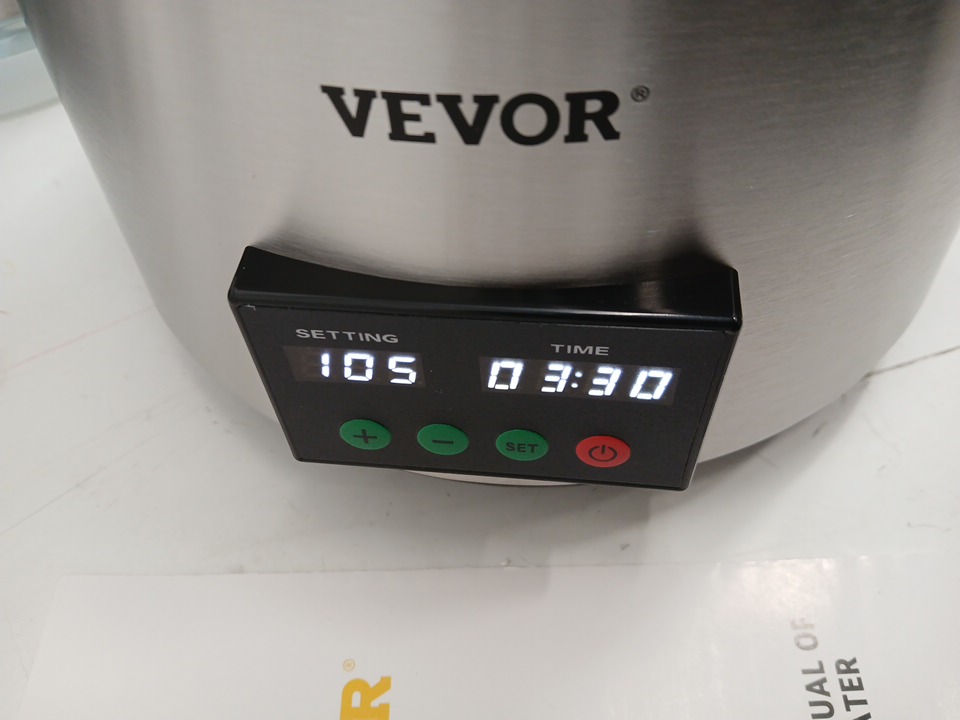 VEVOR®
SETTING
TIME
105
03:30
+
−
SET
UAL OF
ATER
R®